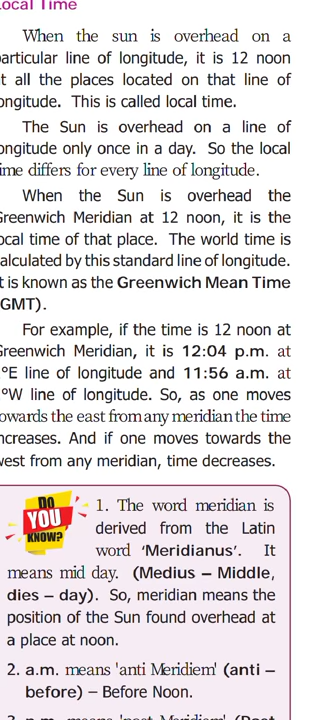 ocal Time
When the sun is overhead on a
articular line of longitude, it is 12 noon
t all the places located on that line of
ongitude. This is called local time.
The Sun is overhead on a line of
ongitude only once in a day. So the local
ime differs for every line of longitude.
When the Sun is overhead the
reenwich Meridian at 12 noon, it is the
ocal time of that place. The world time is
alculated by this standard line of longitude.
t is known as the Greenwich Mean Time
GMT).
For example, if the time is 12 noon at
reenwich Meridian, it is 12:04 p.m. at
°E line of longitude and 11:56 a.m. at
°W line of longitude. So, as one moves
owards the east from any meridian the time
ncreases. And if one moves towards the
west from any meridian, time decreases.
DO
YOU
KNOW?
1. The word meridian is
derived from the Latin
word ‘Meridianus’. It
means mid day. (Medius – Middle,
dies – day). So, meridian means the
position of the Sun found overhead at
a place at noon.
2. a.m. means 'anti Meridiem' (anti –
before) – Before Noon.